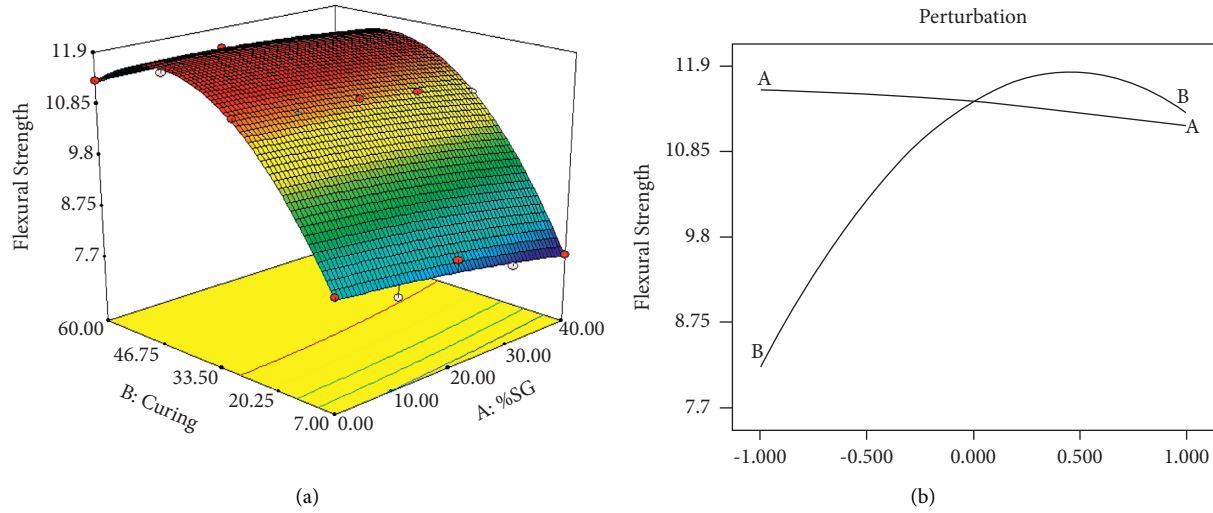 11.9
10.85
9.8
8.75
7.7
Flexural Strength
60.00
46.75
33.50
20.25
7.00
B: Curing
0.00
10.00
20.00
30.00
40.00
A: %SG
(a)
Perturbation
11.9
10.85
9.8
8.75
7.7
Flexural Strength
A
B
B
A
-1.000
-0.500
0.000
0.500
1.000
(b)